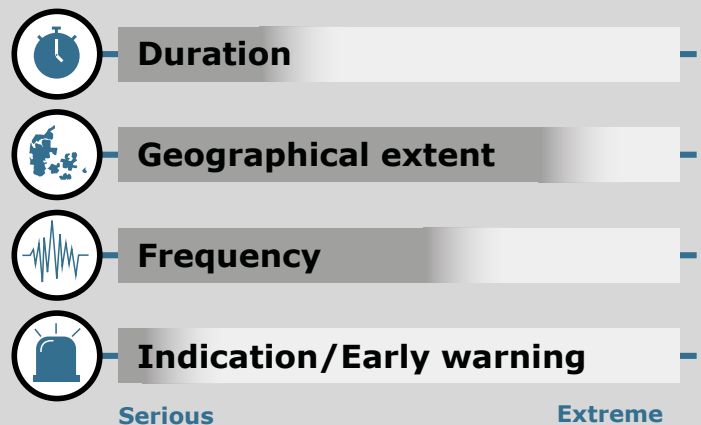 Duration
Geographical extent
Frequency
Indication/Early warning
Serious Extreme